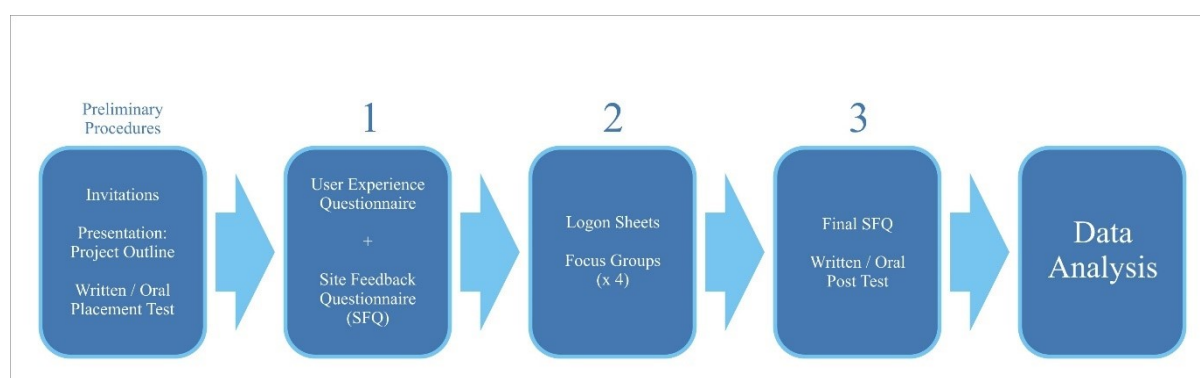 Preliminary
Procedures
Invitations
Presentation:
Project Outline
Written / Oral
Placement Test
1
User Experience
Questionnaire
+
Site Feedback
Questionnaire
(SFQ)
2
Logon Sheets
Focus Groups
(x 4)
3
Final SFQ
Written / Oral
Post Test
Data
Analysis